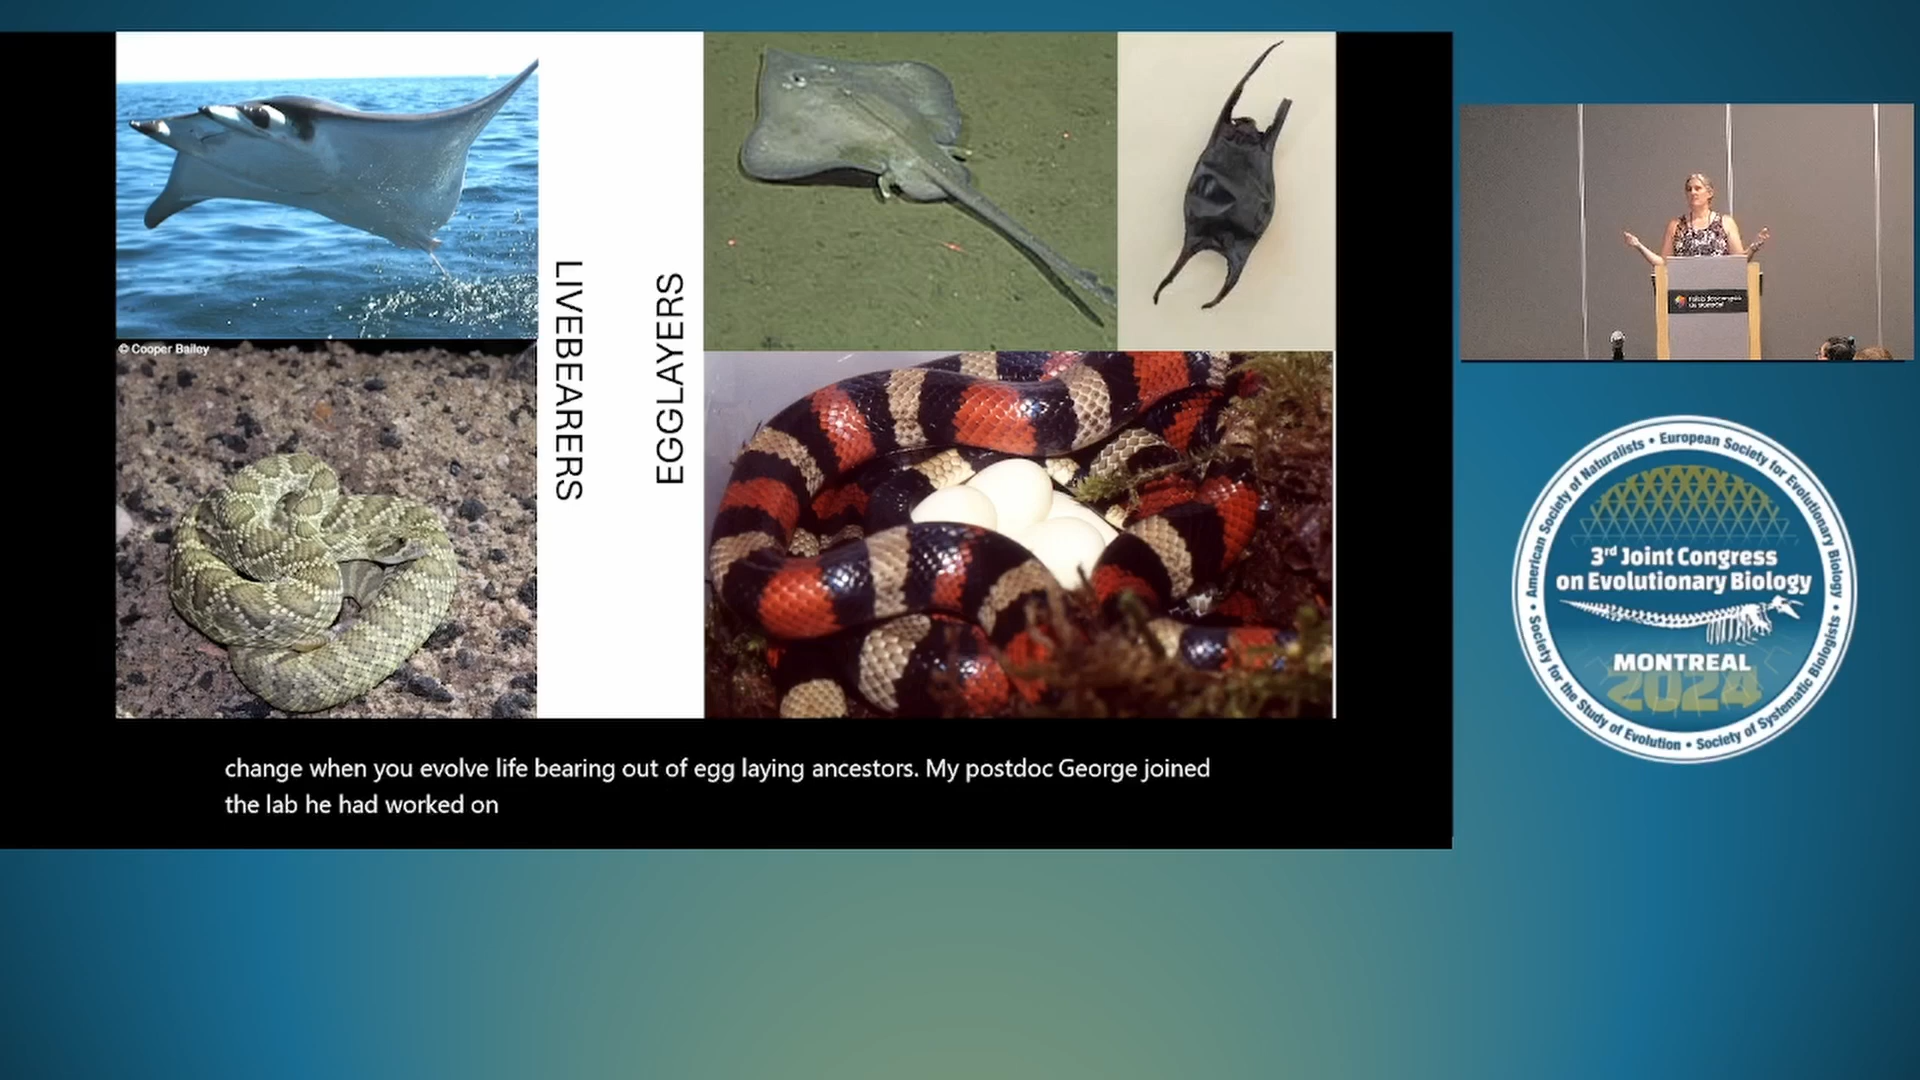 © Cooper Bailey
LIVEBEARERS
EGGLAYERS
change when you evolve life bearing out of egg laying ancestors. My postdoc George joined
the lab he had worked on
American Society of Naturalists • European Society for Evolutionary Biology •
Society of Systematic Biologists • Society for the Study of Evolution •
3rd Joint Congress
on Evolutionary Biology
MONTREAL
2024